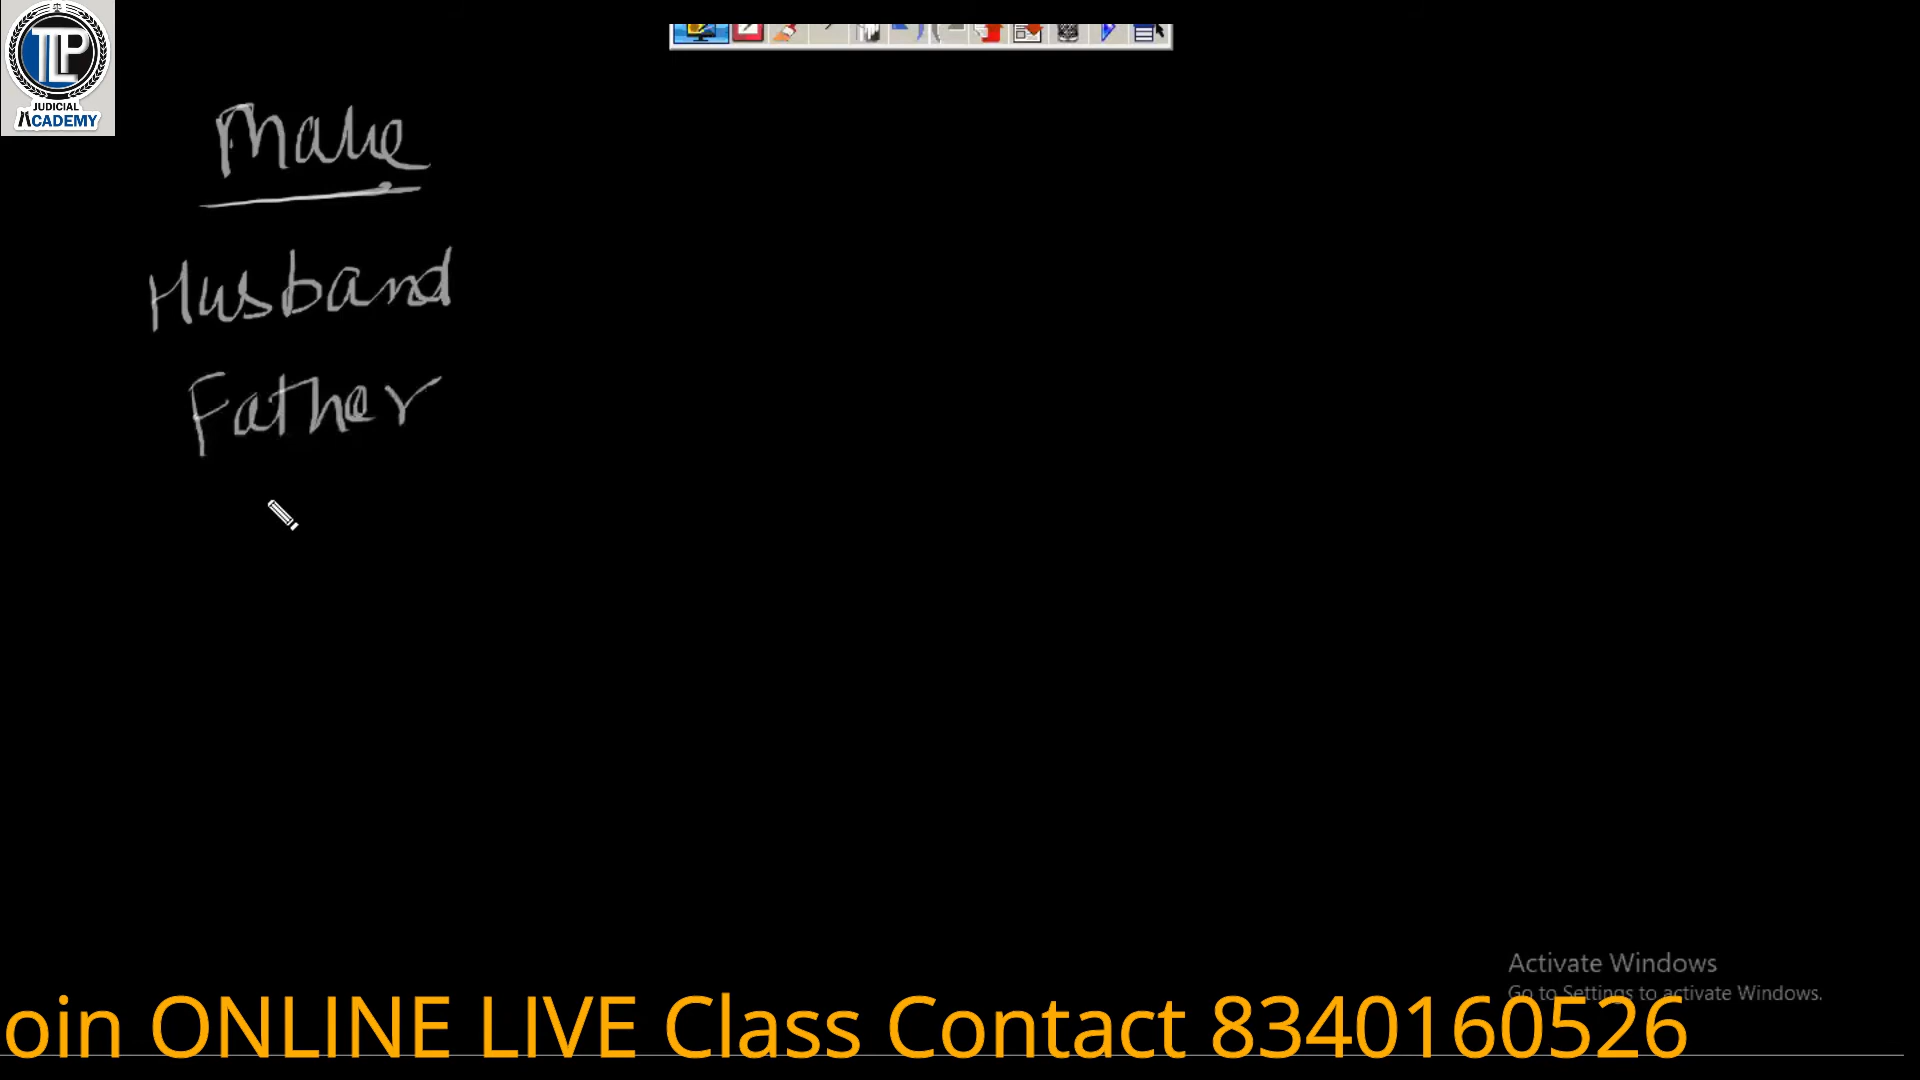 TLP
JUDICIAL
ACADEMY
Male
Husband
Father
Activate Windows
Go to Settings to activate Windows.
oin ONLINE LIVE Class Contact 8340160526